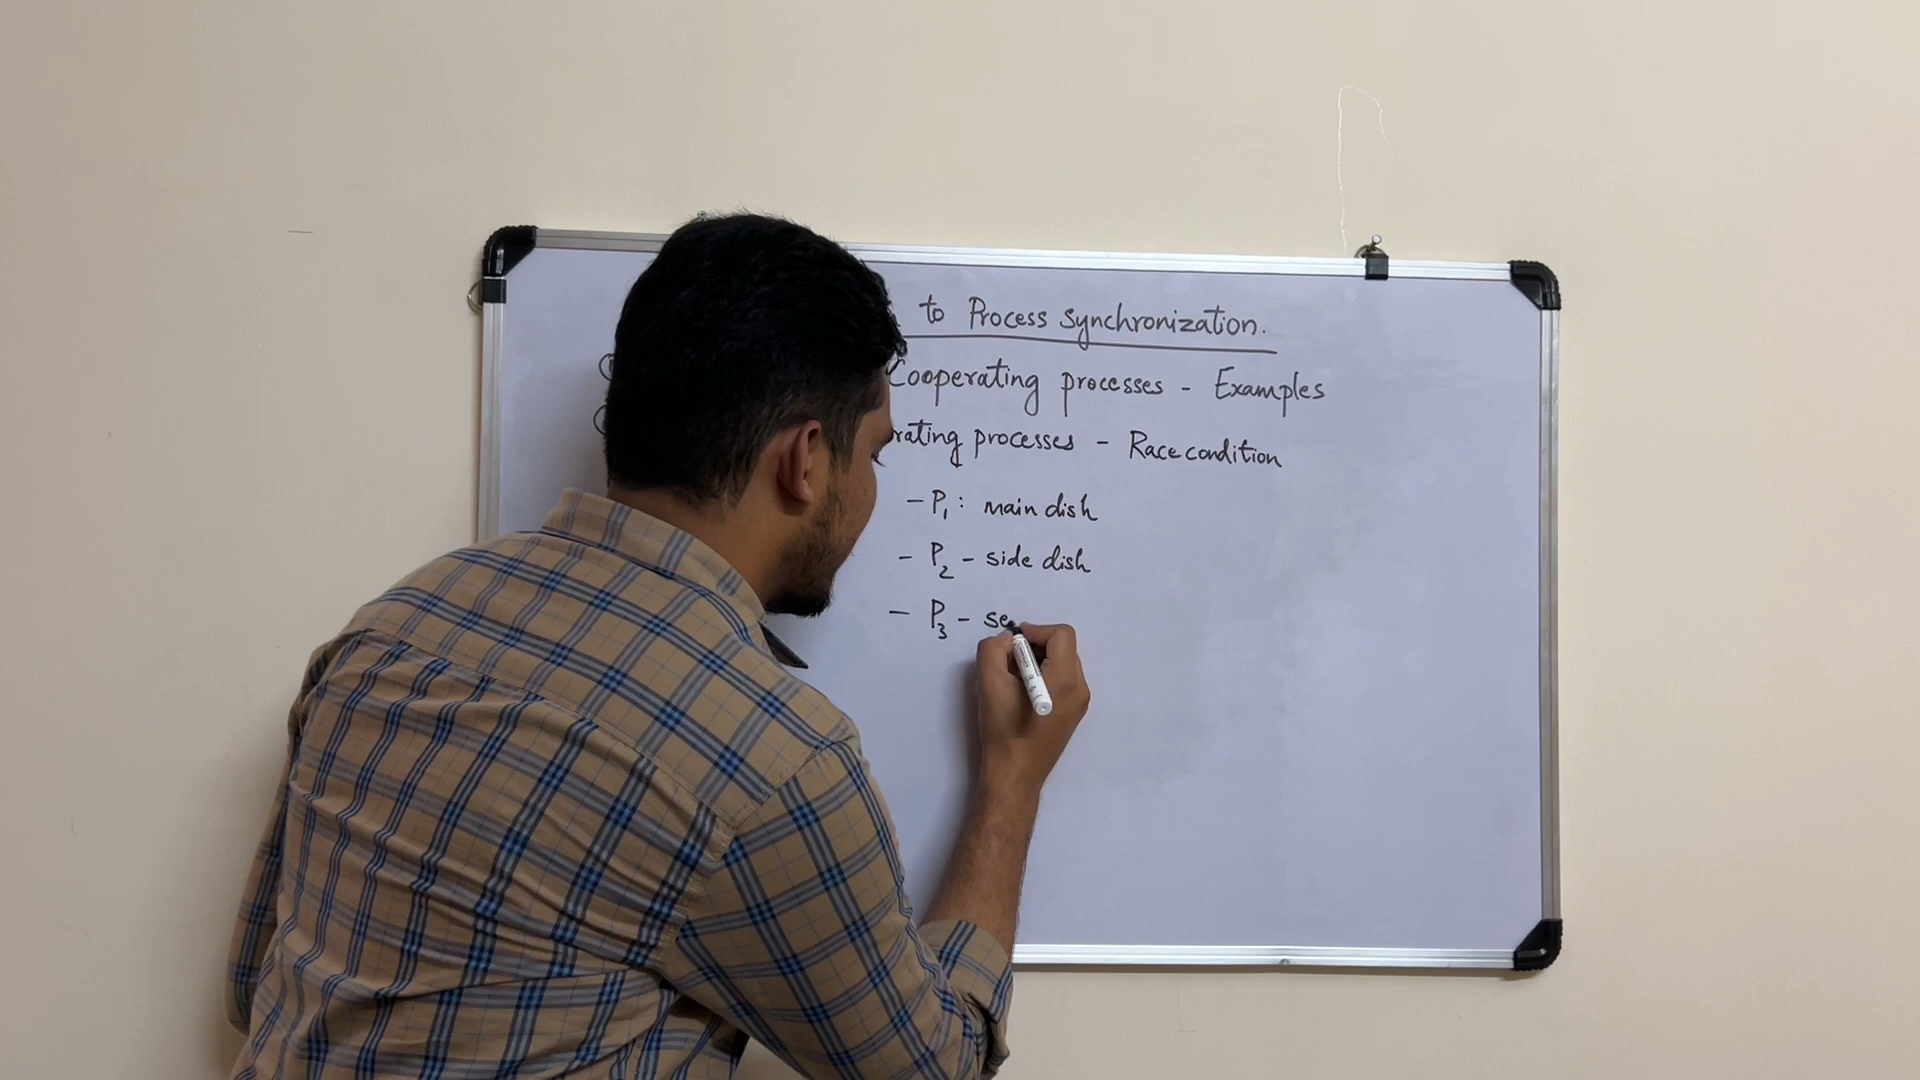 to Process Synchronization.
Cooperating processes - Examples
rating processes - Race condition
- P1: main dish
- P2 - side dish
- P3 - se